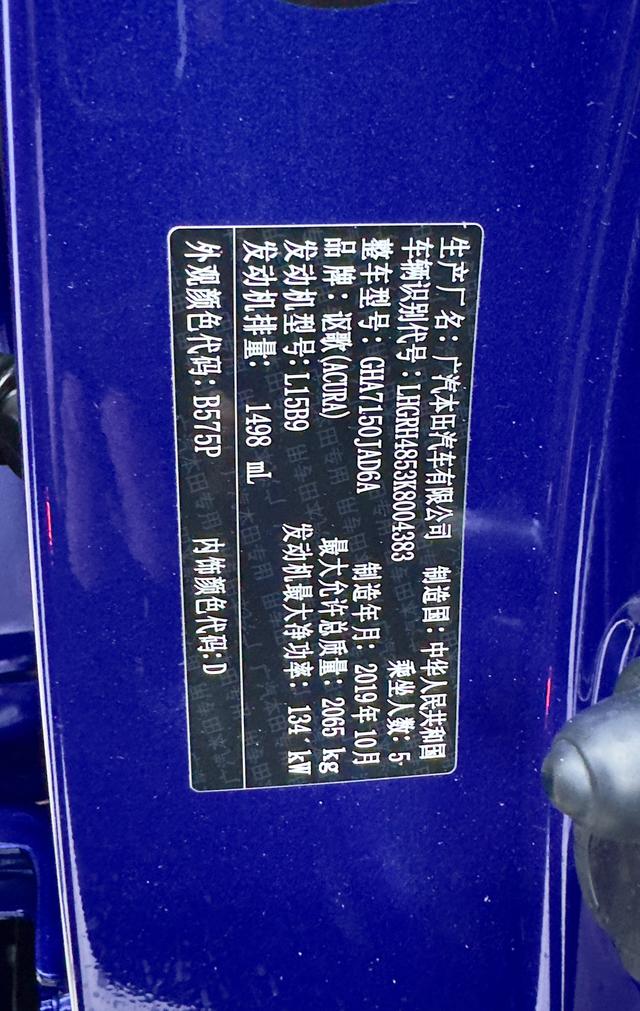 生产厂名：广汽本田汽车有限公司 制造国：中华人民共和国
车辆识别代号：LHGRH4853K8004383 乘坐人数：5
整车型号：GHA7150JAD6A 制造年月：2019年10月
品牌：讴歌(ACURA) 最大允许总质量：2065 kg
发动机型号：L15B9 发动机最大净功率：134 kW
发动机排量：1498 mL
外观颜色代码：B575P 内饰颜色代码：D